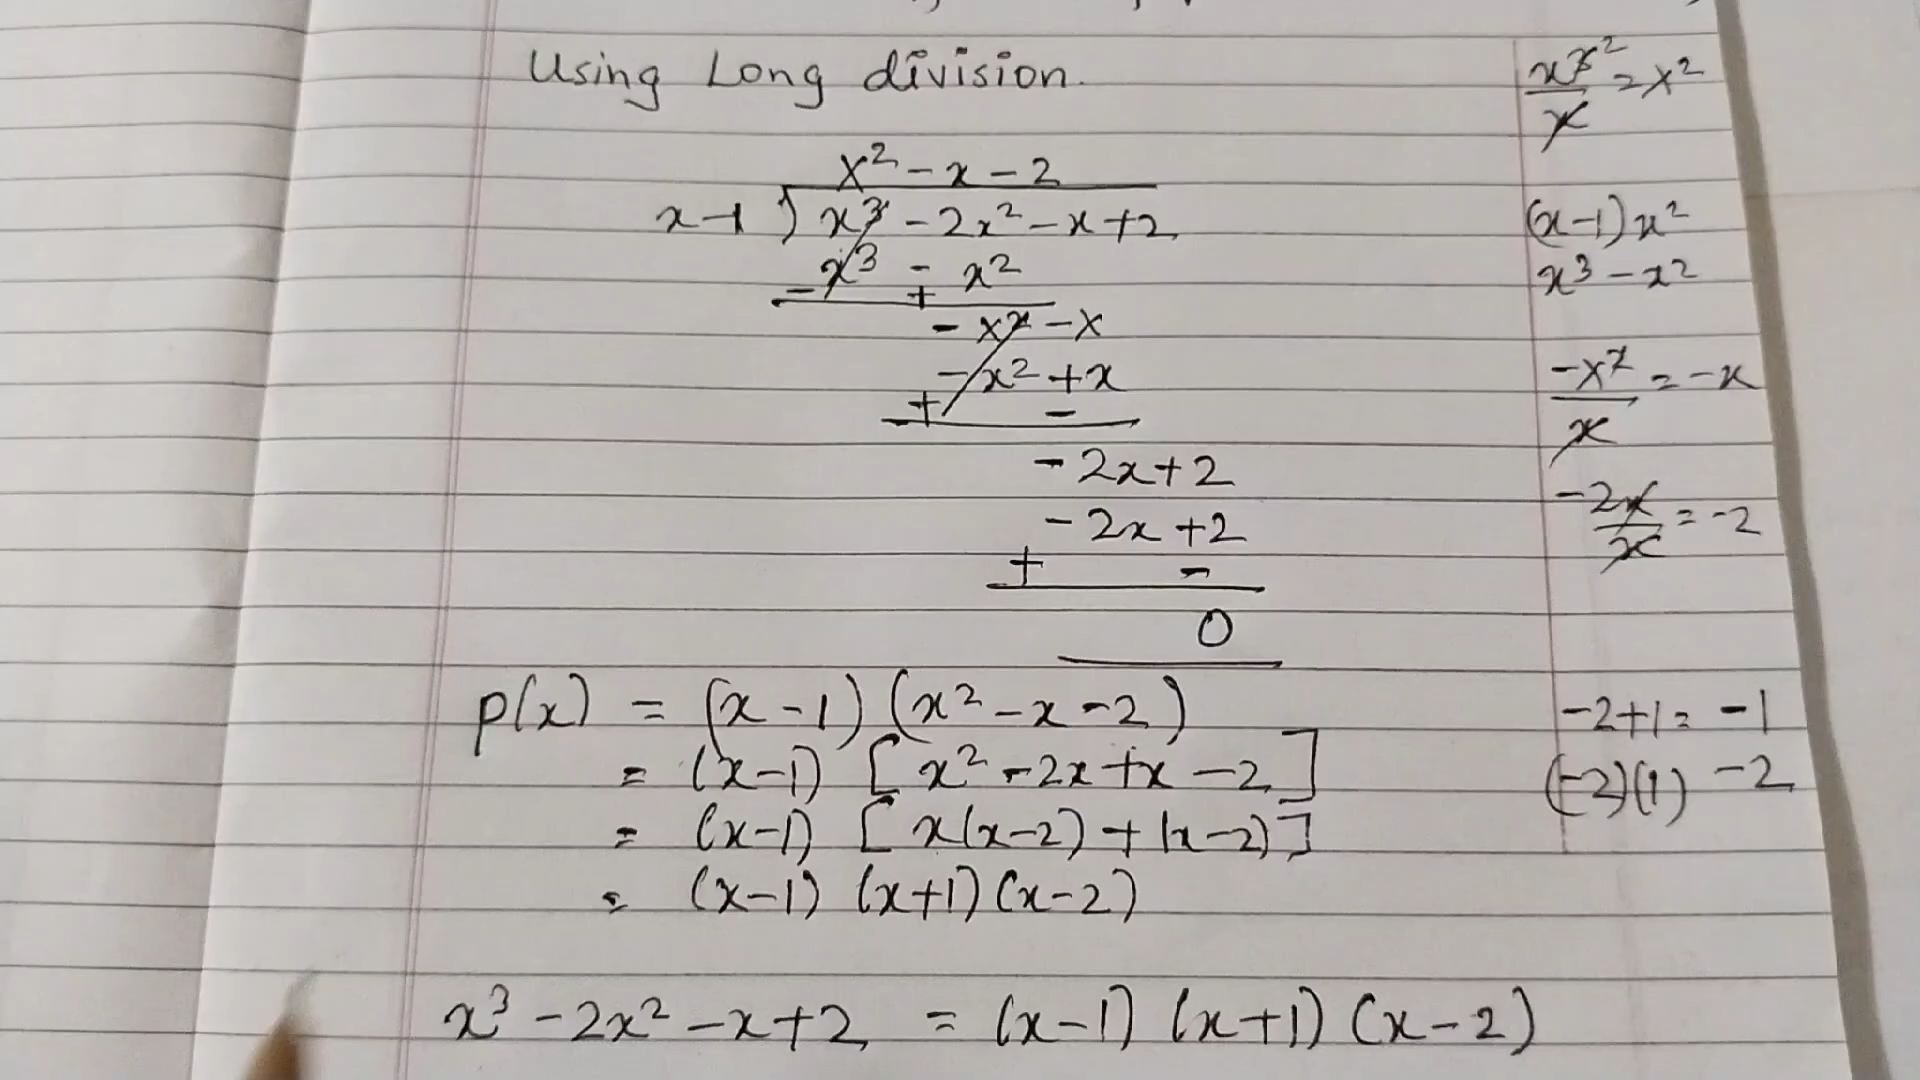 Using Long division.
x² - x - 2
x-1 ) x³ - 2x² - x + 2
x³ - x²
- +
- x² - x
- x² + x
+ -
- 2x + 2
- 2x + 2
+ -
0
p(x) = (x - 1) (x² - x - 2)
= (x-1) [x² - 2x + x - 2]
= (x-1) [x(x-2) + 1(x-2)]
= (x-1) (x+1) (x-2)
x³ - 2x² - x + 2 = (x-1) (x+1) (x-2)
x³ ² = x²
x
(x-1) x²
x³ - x²
-x² = -x
x
-2x = -2
x
-2+1 = -1
(-2)(1) -2